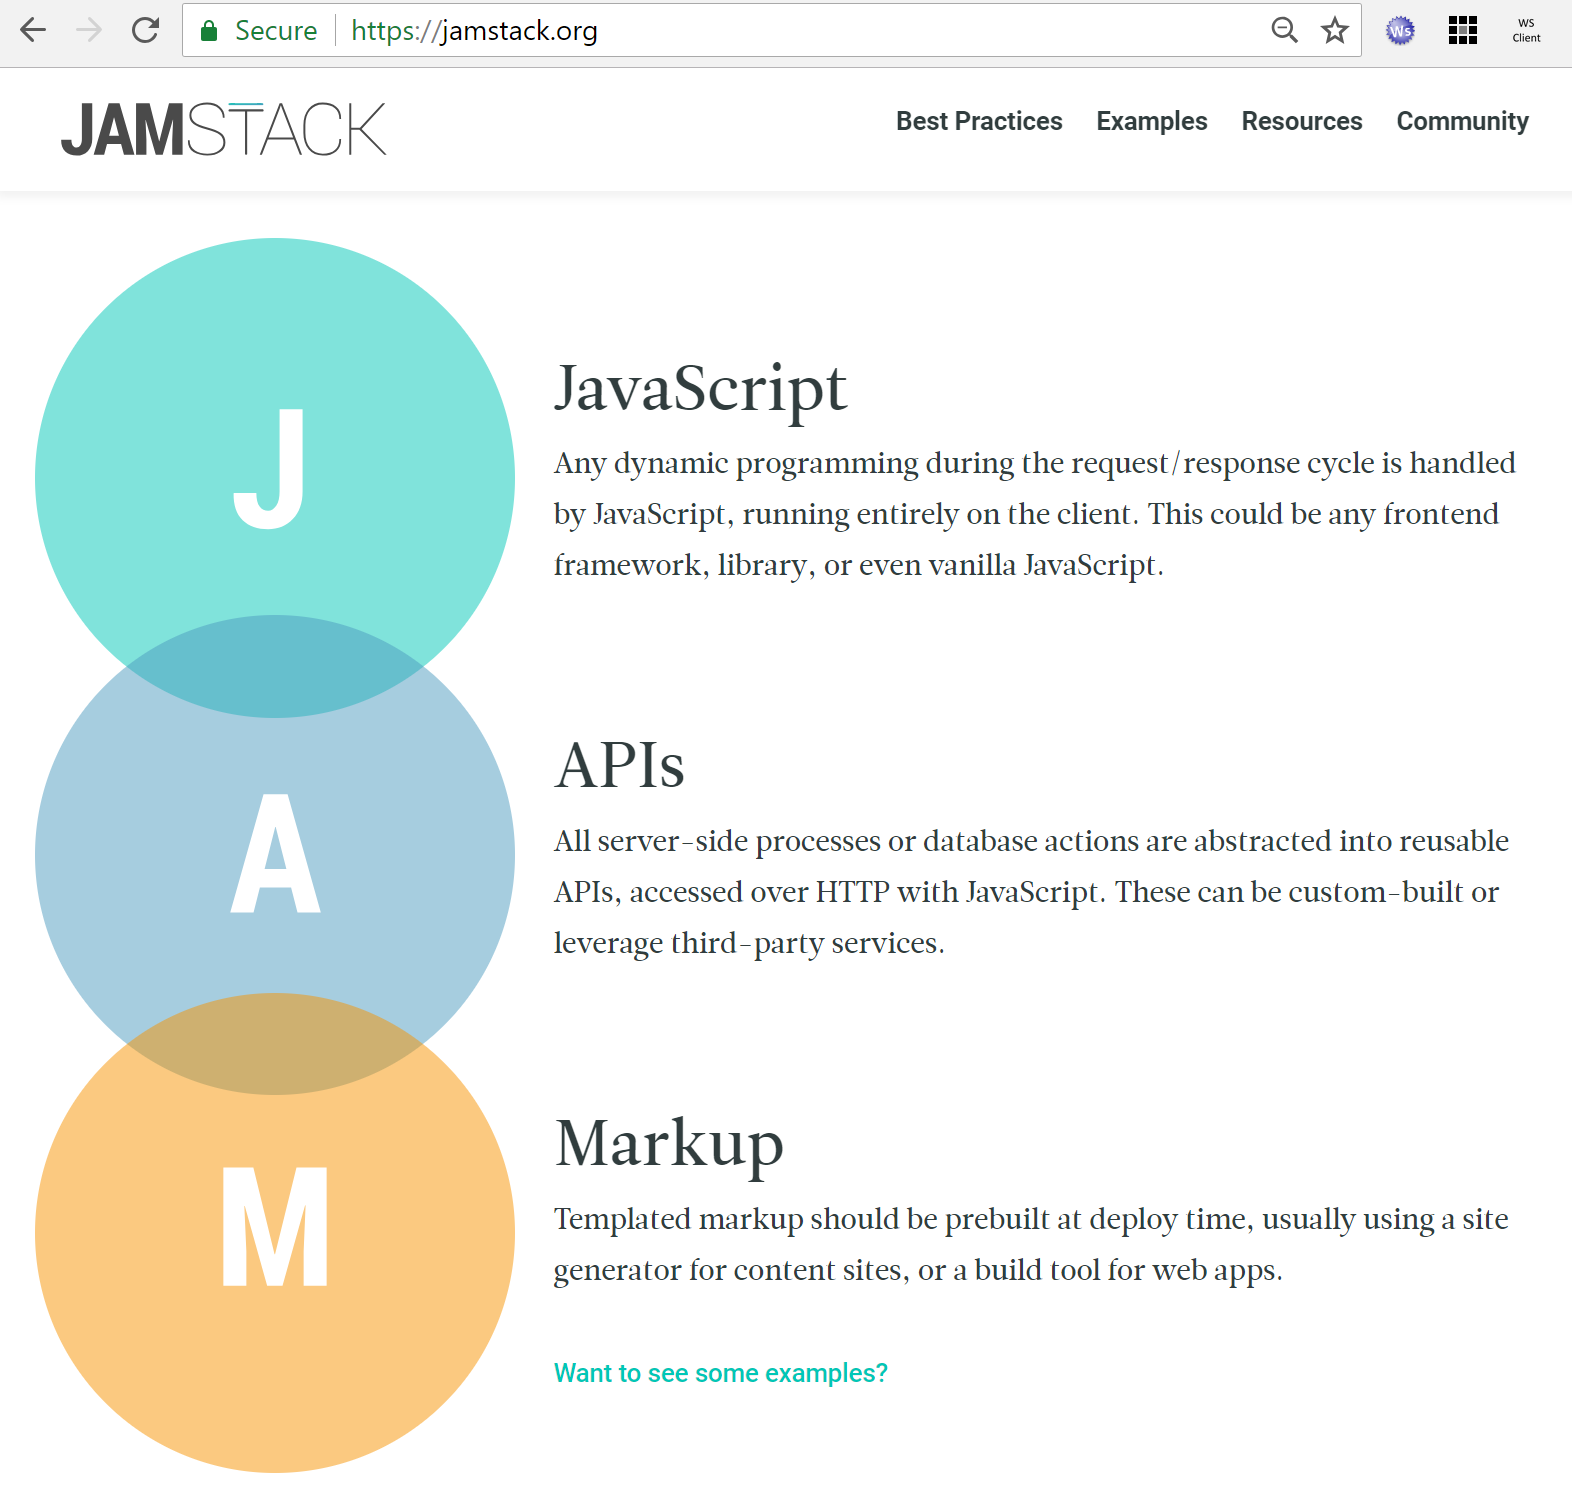 Secure https://jamstack.org
Ws
WS
Client
JAMSTACK
Best Practices Examples Resources Community
J
JavaScript
Any dynamic programming during the request/response cycle is handled
by JavaScript, running entirely on the client. This could be any frontend
framework, library, or even vanilla JavaScript.
A
APIs
All server-side processes or database actions are abstracted into reusable
APIs, accessed over HTTP with JavaScript. These can be custom-built or
leverage third-party services.
M
Markup
Templated markup should be prebuilt at deploy time, usually using a site
generator for content sites, or a build tool for web apps.
Want to see some examples?